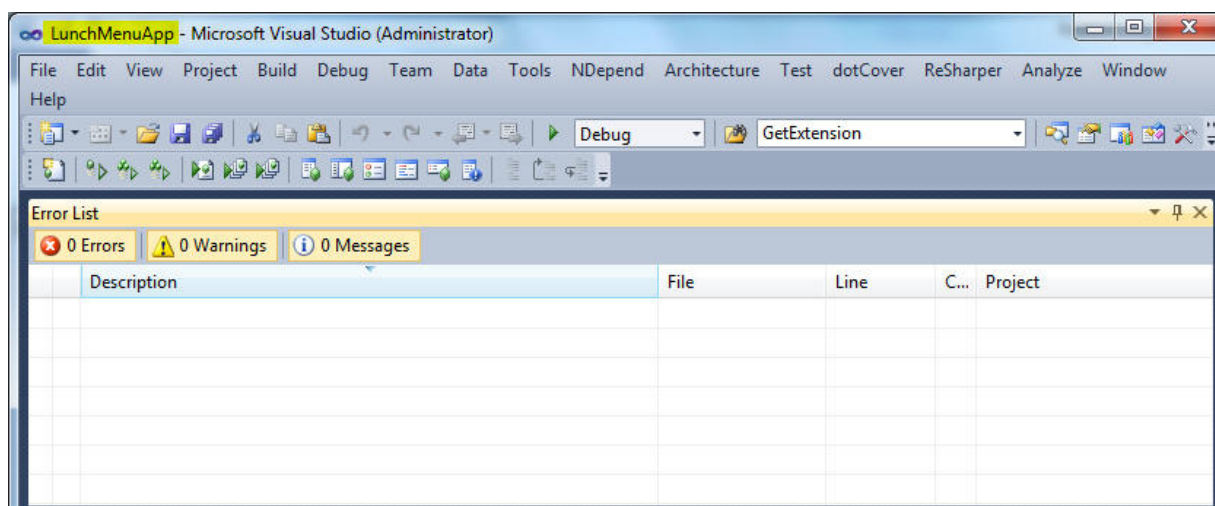 LunchMenuApp - Microsoft Visual Studio (Administrator)
File Edit View Project Build Debug Team Data Tools NDepend Architecture Test dotCover ReSharper Analyze Window
Help
Debug GetExtension
Error List
0 Errors 0 Warnings 0 Messages
Description File Line C... Project